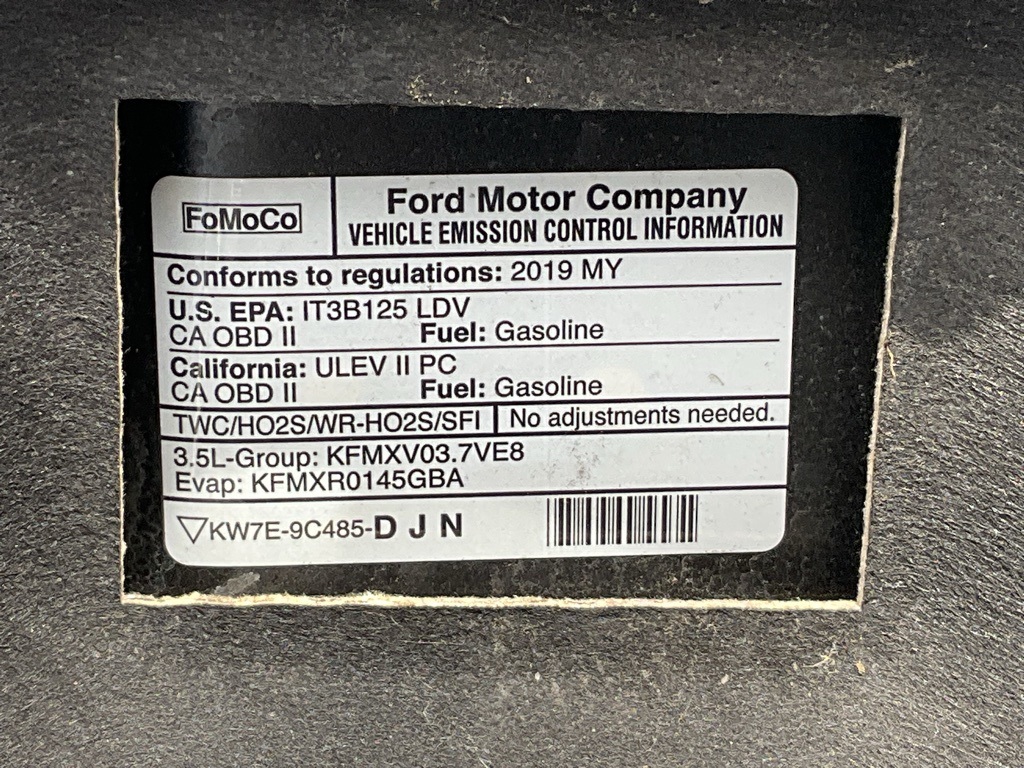 FoMoCo
Ford Motor Company
VEHICLE EMISSION CONTROL INFORMATION
Conforms to regulations: 2019 MY
U.S. EPA: IT3B125 LDV
CA OBD II Fuel: Gasoline
California: ULEV II PC
CA OBD II Fuel: Gasoline
TWC/HO2S/WR-HO2S/SFI No adjustments needed.
3.5L-Group: KFMXV03.7VE8
Evap: KFMXR0145GBA
▽KW7E-9C485-D J N